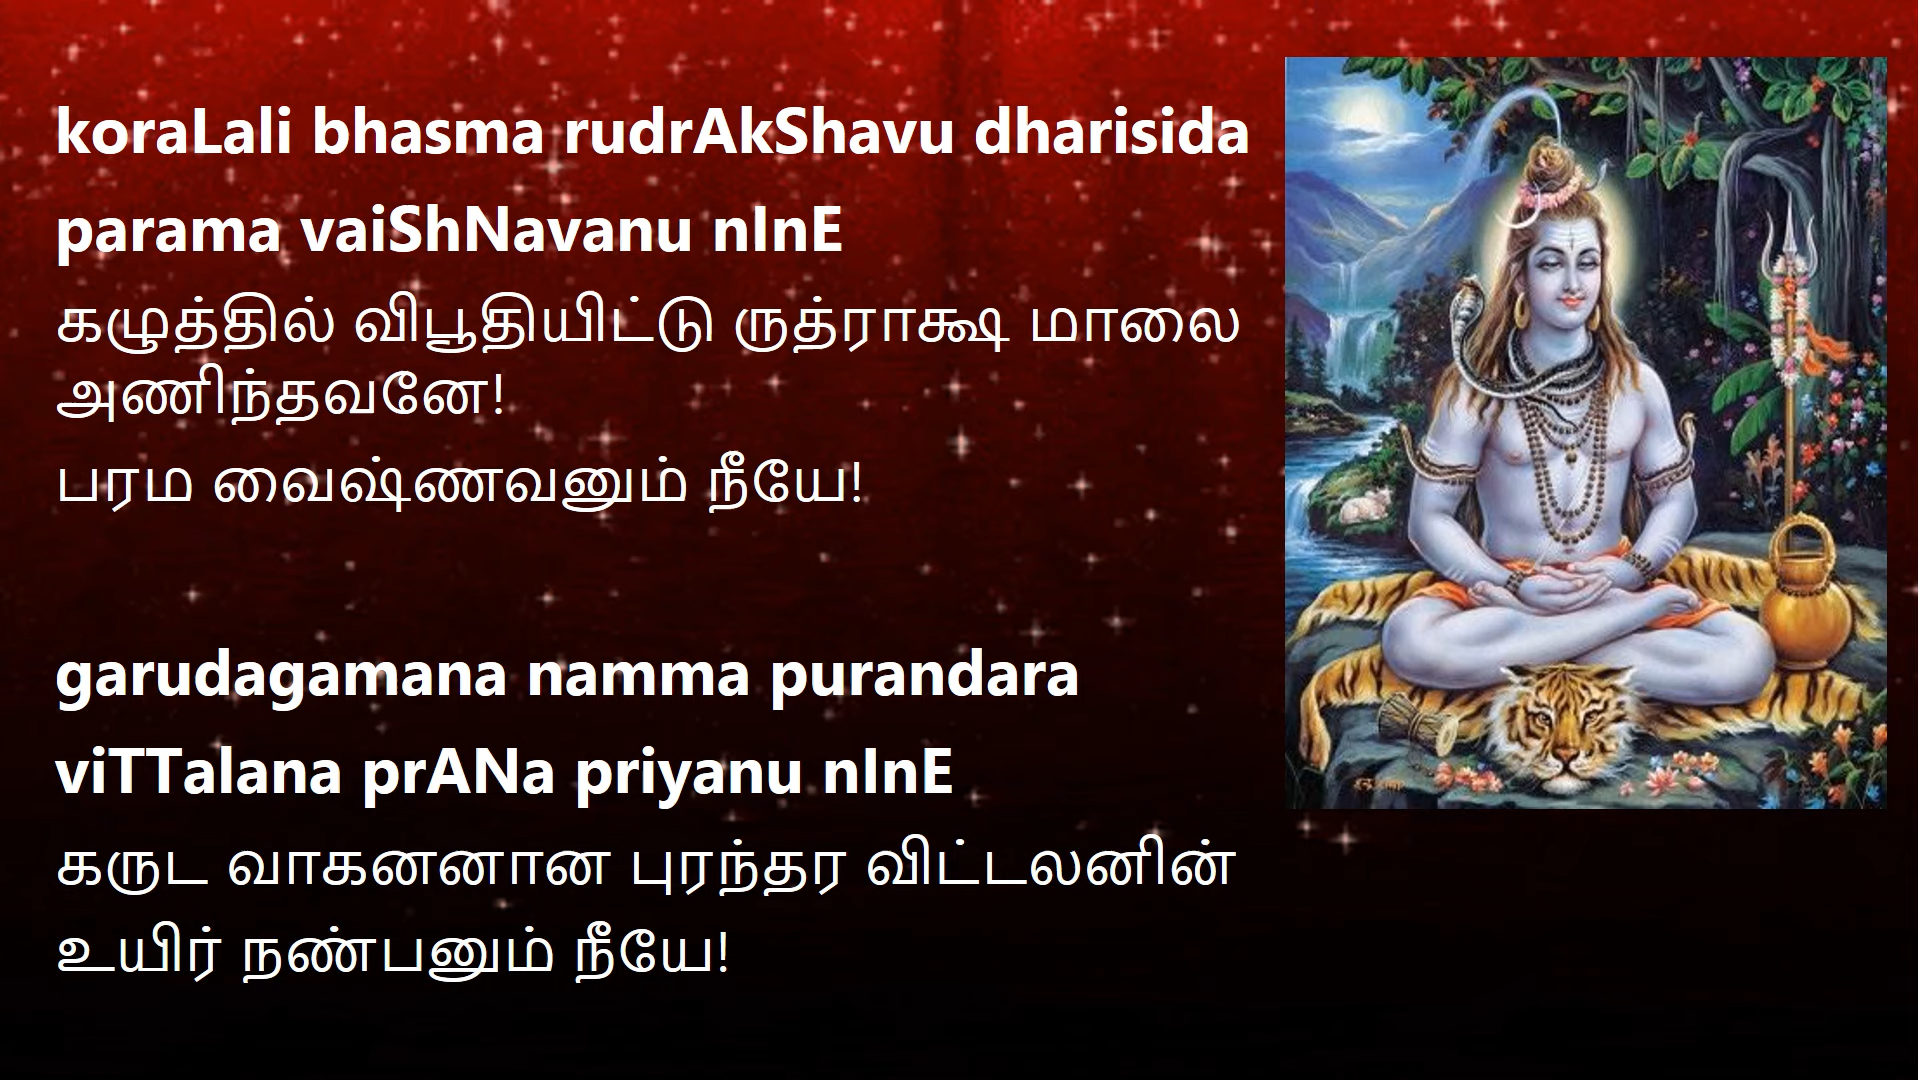 koraLali bhasma rudrAkShavu dharisida
parama vaiShNavanu nInE
கழுத்தில் விபூதியிட்டு ருத்ராக்ஷ மாலை
அணிந்தவனே!
பரம வைஷ்ணவனும் நீயே!
garudagamana namma purandara
viTTalana prANa priyanu nInE
கருட வாகனனான புரந்தர விட்டலனின்
உயிர் நண்பனும் நீயே!